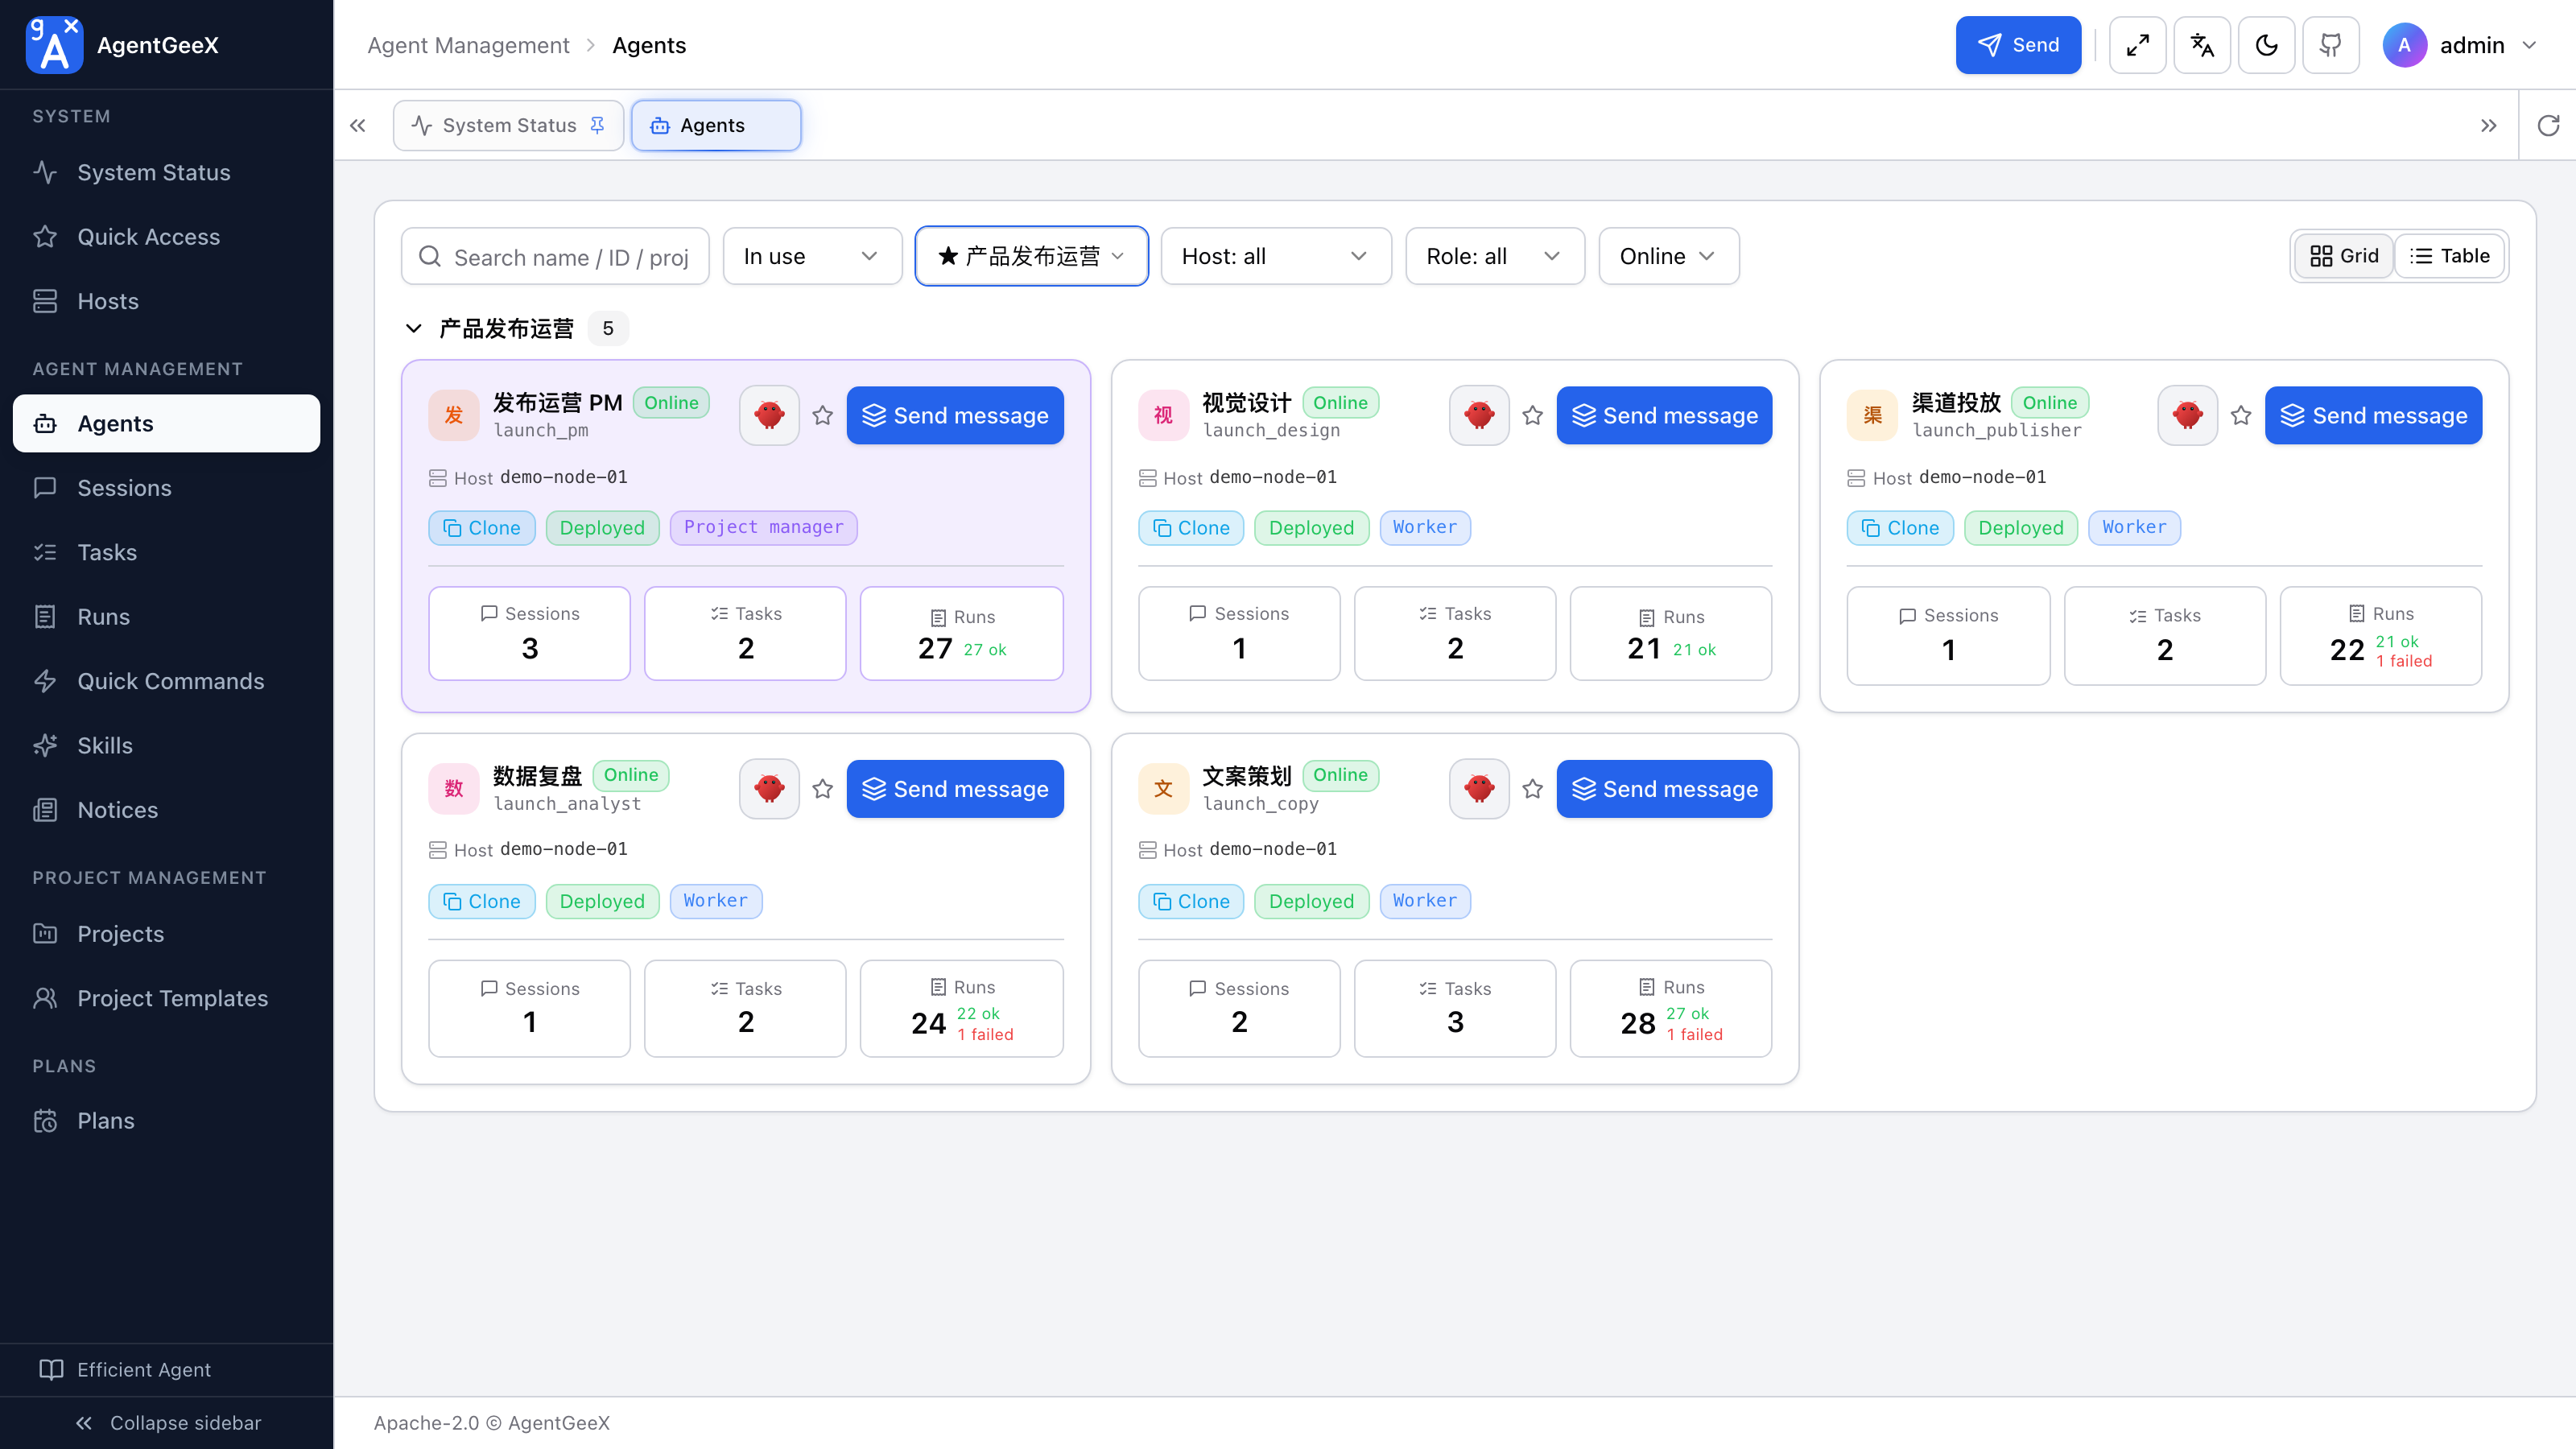 AgentGeeX
SYSTEM
System Status
Quick Access
Hosts
AGENT MANAGEMENT
Agents
Sessions
Tasks
Runs
Quick Commands
Skills
Notices
PROJECT MANAGEMENT
Projects
Project Templates
PLANS
Plans
Efficient Agent
Collapse sidebar
Agent Management > Agents
Send
A admin
System Status
Agents
Search name / ID / proj
In use
★ 产品发布运营
Host: all
Role: all
Online
Grid
Table
产品发布运营 5
发 发布运营 PM Online
launch_pm
Send message
Host demo-node-01
Clone Deployed Project manager
Sessions Tasks Runs
3 2 27 27 ok
视 视觉设计 Online
launch_design
Send message
Host demo-node-01
Clone Deployed Worker
Sessions Tasks Runs
1 2 21 21 ok
渠 渠道投放 Online
launch_publisher
Send message
Host demo-node-01
Clone Deployed Worker
Sessions Tasks Runs
1 2 22 21 ok
1 failed
数 数据复盘 Online
launch_analyst
Send message
Host demo-node-01
Clone Deployed Worker
Sessions Tasks Runs
1 2 24 22 ok
1 failed
文 文案策划 Online
launch_copy
Send message
Host demo-node-01
Clone Deployed Worker
Sessions Tasks Runs
2 3 28 27 ok
1 failed
Apache-2.0 © AgentGeeX